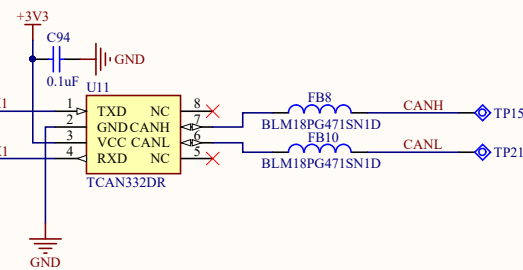 +3V3
C94
GND
0.1uF
U11
1 TXD NC 8
2 GND CANH 7
3 VCC CANL 6
4 RXD NC 5
TCAN332DR
FB8
BLM18PG471SN1D
CANH
TP15
FB10
BLM18PG471SN1D
CANL
TP21
GND